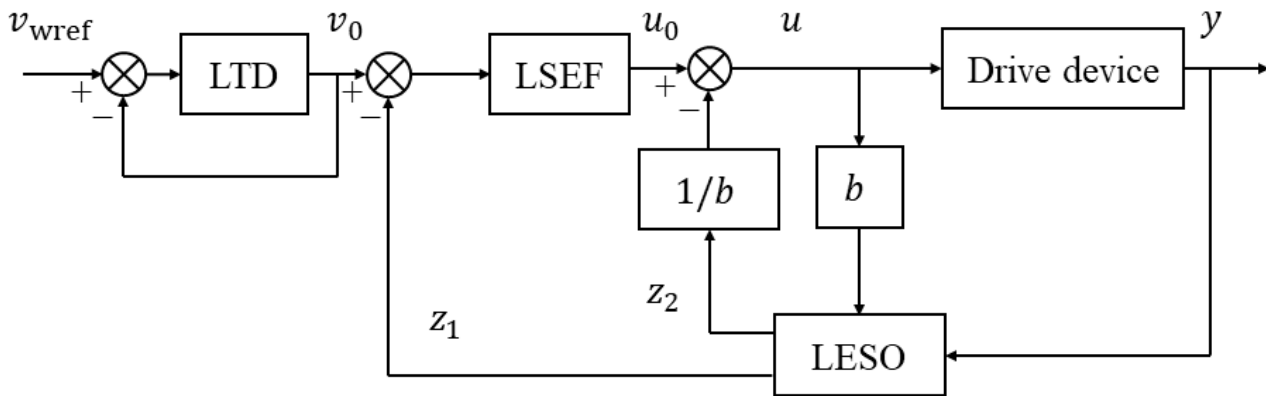 v_wref
v_0
u_0
u
y
LTD
LSEF
Drive device
+
−
+
−
+
−
1/b
b
z_1
z_2
LESO